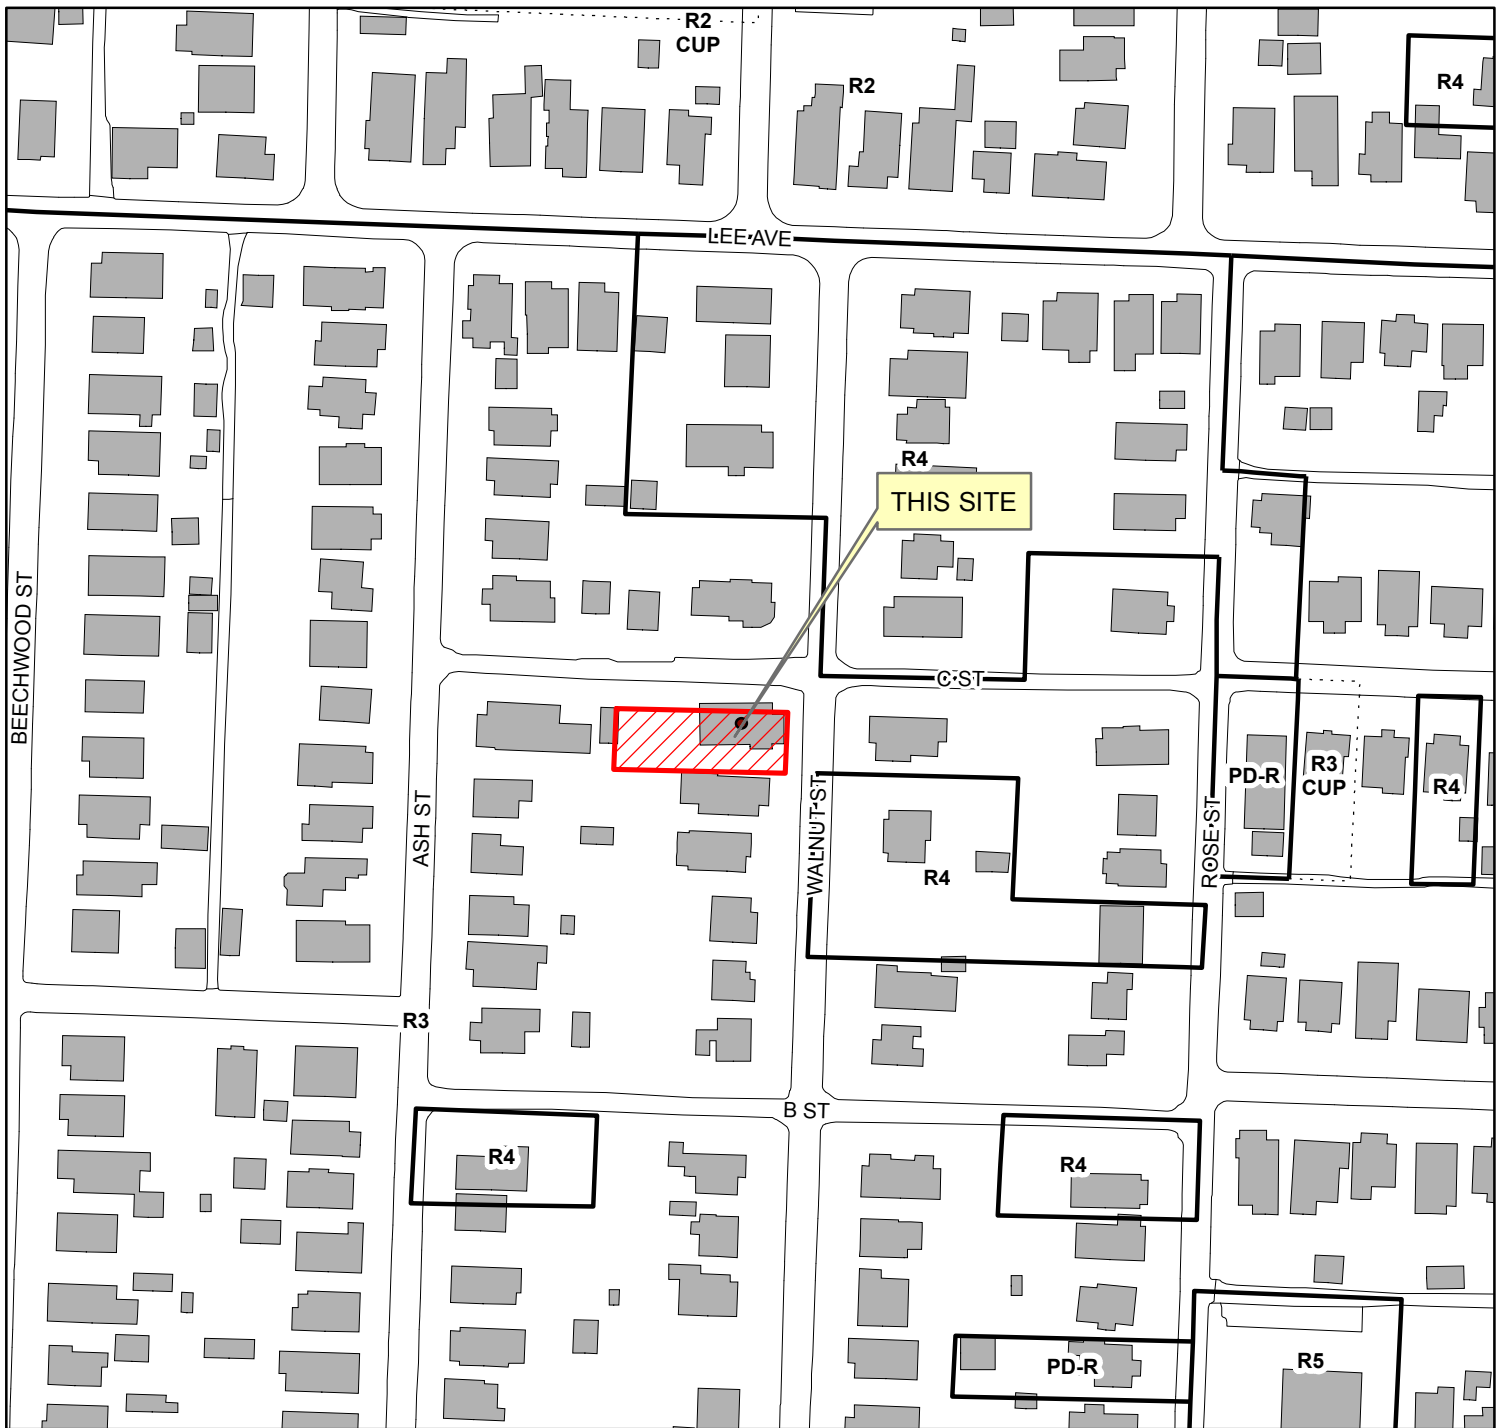 R2
CUP
R2
R4
LEE AVE
R4
THIS SITE
BEECHWOOD ST
C ST
ASH ST
WALNUT ST
ROSE ST
PD-R
R3
CUP
R4
R4
R3
B ST
R4
R4
PD-R
R5